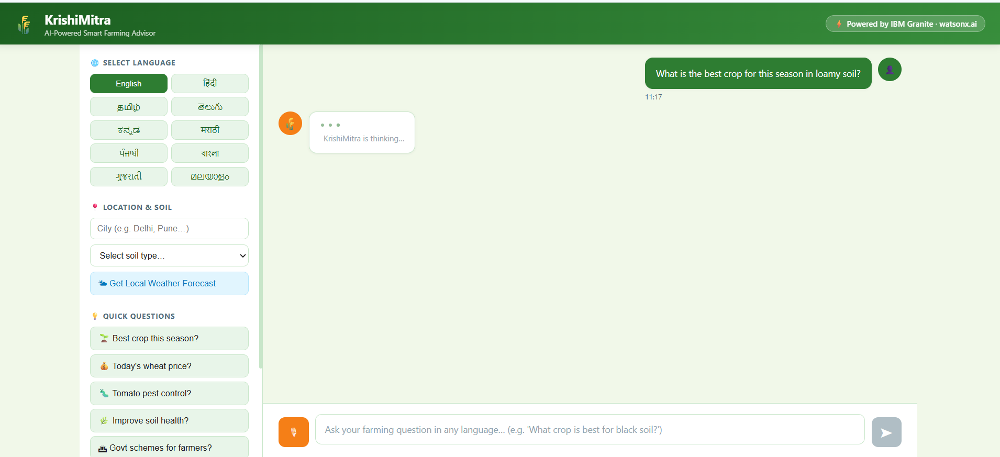 KrishiMitra
AI-Powered Smart Farming Advisor
Powered by IBM Granite · watsonx.ai
SELECT LANGUAGE
English
हिंदी
தமிழ்
తెలుగు
ಕನ್ನಡ
मराठी
ਪੰਜਾਬੀ
বাংলা
ગુજરાતી
മലയാളം
LOCATION & SOIL
City (e.g. Delhi, Pune...)
Select soil type...
Get Local Weather Forecast
QUICK QUESTIONS
Best crop this season?
Today's wheat price?
Tomato pest control?
Improve soil health?
Govt schemes for farmers?
What is the best crop for this season in loamy soil?
11:17
KrishiMitra is thinking...
Ask your farming question in any language... (e.g. 'What crop is best for black soil?')